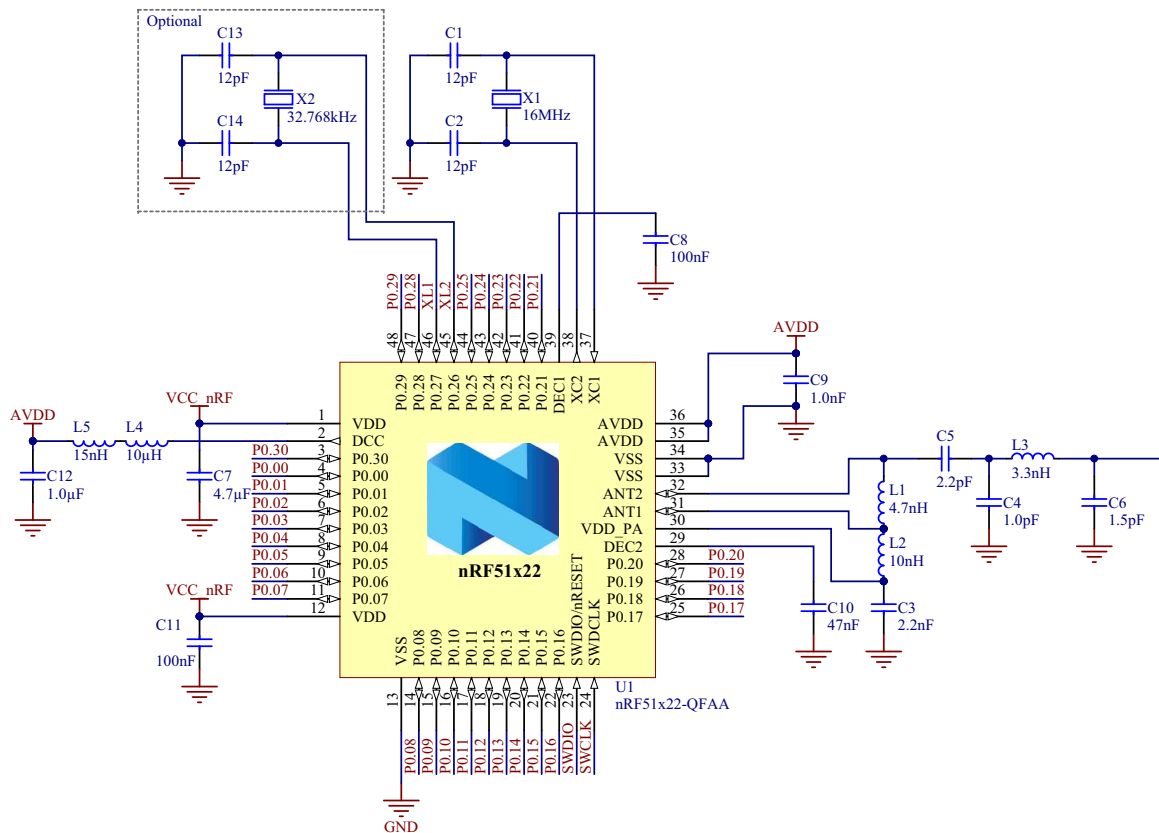 Optional
C13
12pF
X2
32.768kHz
C14
12pF
C1
12pF
X1
16MHz
C2
12pF
C8
100nF
P0.29
P0.28
XL1
XL2
P0.25
P0.24
P0.23
P0.22
P0.21
48
47
46
45
44
43
42
41
40
39
38
37
P0.29
P0.28
P0.27
P0.26
P0.25
P0.24
P0.23
P0.22
P0.21
DEC1
XC2
XC1
AVDD
C9
1.0nF
AVDD
L5
15nH
L4
10µH
C12
1.0µF
VCC_nRF
C7
4.7µF
VCC_nRF
C11
100nF
1 VDD
2 DCC
P0.30 3 P0.30
P0.00 4 P0.00
P0.01 5 P0.01
P0.02 6 P0.02
P0.03 7 P0.03
P0.04 8 P0.04
P0.05 9 P0.05
P0.06 10 P0.06
P0.07 11 P0.07
12 VDD
nRF51x22
AVDD 36
AVDD 35
VSS 34
VSS 33
ANT2 32
ANT1 31
VDD_PA 30
DEC2 29
P0.20 28 P0.20
P0.19 27 P0.19
P0.18 26 P0.18
P0.17 25 P0.17
C5
2.2pF
L3
3.3nH
L1
4.7nH
C4
1.0pF
C6
1.5pF
L2
10nH
C10
47nF
C3
2.2nF
VSS
P0.08
P0.09
P0.10
P0.11
P0.12
P0.13
P0.14
P0.15
P0.16
SWDIO/nRESET
SWDCLK
U1
nRF51x22-QFAA
13
14
15
16
17
18
19
20
21
22
23
24
P0.08
P0.09
P0.10
P0.11
P0.12
P0.13
P0.14
P0.15
P0.16
SWDIO
SWCLK
GND